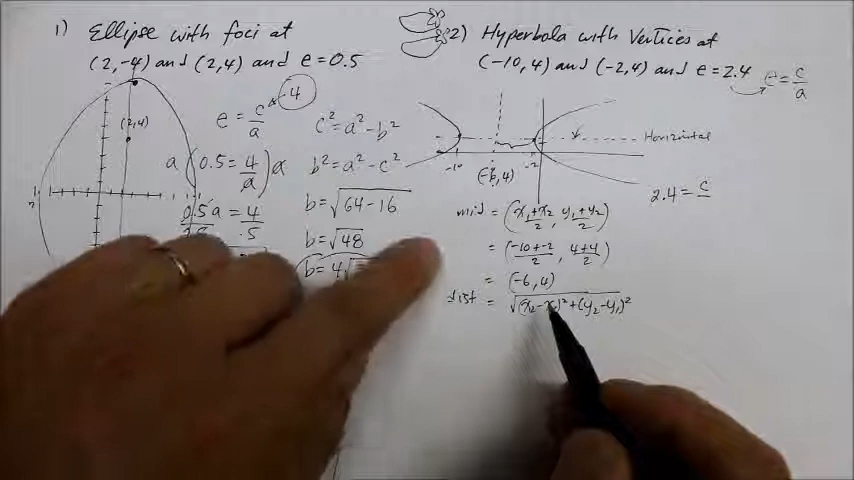 1) Ellipse with foci at
(2,-4) and (2,4) and e=0.5
(2,4)
e = c/a
4
a(0.5 = 4/a)a
0.5a = 4
.5
c² = a² - b²
b² = a² - c²
b = √64-16
b = √48
b = 4√
2) Hyperbola with Vertices at
(-10,4) and (-2,4) and e=2.4
e = c/a
Horizontal
-10
-2
(-6,4)
2.4 = c
mid = (x₁+x₂/2, y₁+y₂/2)
= (-10+-2/2, 4+4/2)
= (-6,4)
dist = √(x₂-x₁)²+(y₂-y₁)²